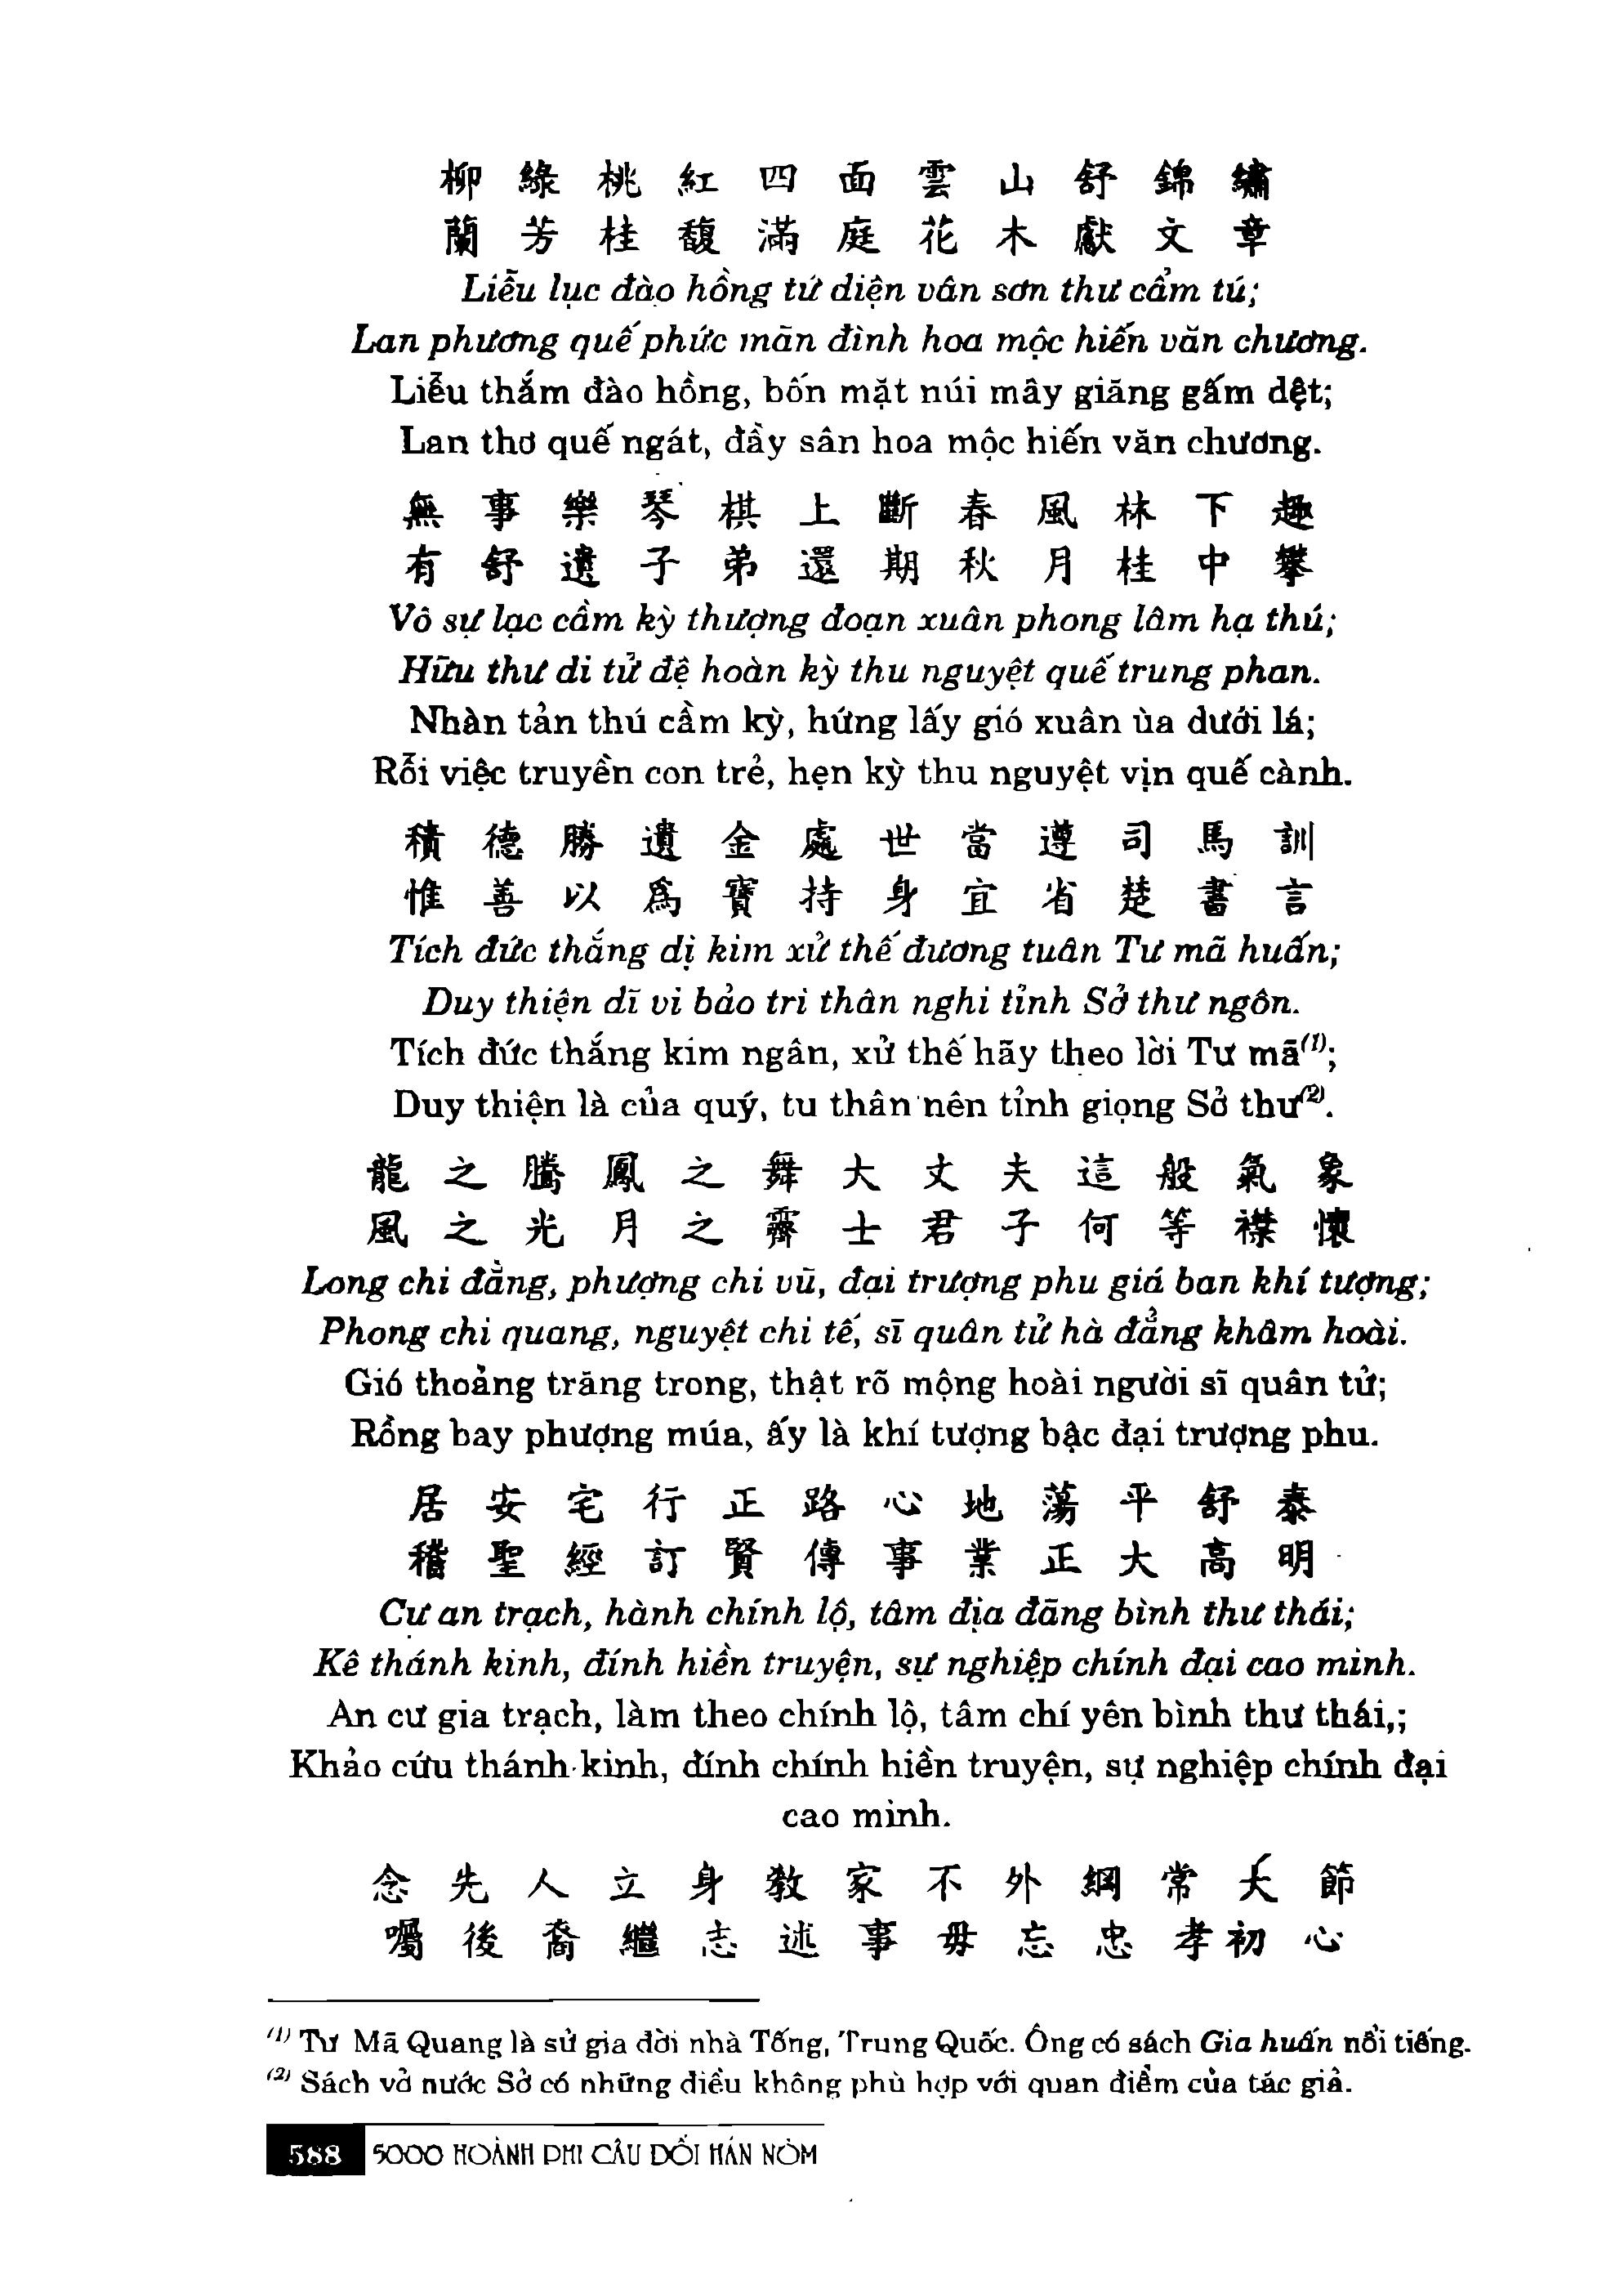 柳綠桃紅四面雲山舒錦繡
蘭芳桂馥滿庭花木獻文章
Liễu lục đào hồng tứ diện vân sơn thư cẩm tú;
Lan phương quế phức mãn đình hoa mộc hiến văn chương.
Liễu thắm đào hồng, bốn mặt núi mây giăng gấm dệt;
Lan thơ quế ngát, đầy sân hoa mộc hiến văn chương.
無事樂琴棋上斷春風林下趣
有舒遺子弟還期秋月桂中攀
Vô sự lạc cầm kỳ thượng đoạn xuân phong lâm hạ thú;
Hữu thư di tử đệ hoàn kỳ thu nguyệt quế trung phan.
Nhàn tản thú cầm kỳ, hứng lấy gió xuân ùa dưới lá;
Rỗi việc truyền con trẻ, hẹn kỳ thu nguyệt vịn quế cành.
積德勝遺金處世當遵司馬訓
惟善以爲寶持身宜省楚書言
Tích đức thắng dị kim xử thế đương tuân Tư mã huấn;
Duy thiện dĩ vi bảo trì thân nghi tỉnh Sở thư ngôn.
Tích đức thắng kim ngân, xử thế hãy theo lời Tư mã(1);
Duy thiện là của quý, tu thân nên tỉnh giọng Sở thư(2).
龍之騰鳳之舞大丈夫這般氣象
風之光月之霽士君子何等襟懷
Long chi đằng, phượng chi vũ, đại trượng phu giá ban khí tượng;
Phong chi quang, nguyệt chi tế, sĩ quân tử hà đẳng khâm hoài.
Gió thoảng trăng trong, thật rõ mộng hoài người sĩ quân tử;
Rồng bay phượng múa, ấy là khí tượng bậc đại trượng phu.
居安宅行正路心地蕩平舒泰
稽聖經訂賢傳事業正大高明
Cư an trạch, hành chính lộ, tâm địa đãng bình thư thái;
Kê thánh kinh, đính hiền truyện, sự nghiệp chính đại cao minh.
An cư gia trạch, làm theo chính lộ, tâm chí yên bình thư thái,;
Khảo cứu thánh kinh, đính chính hiền truyện, sự nghiệp chính đại
cao minh.
念先人立身教家不外綱常大節
囑後裔繼志述事毋忘忠孝初心
(1) Tư Mã Quang là sử gia đời nhà Tống, Trung Quốc. Ông có sách Gia huấn nổi tiếng.
(2) Sách vở nước Sở có những điều không phù hợp với quan điểm của tác giả.
588 5000 HOÀNH PHI CÂU ĐỐI HÁN NÔM